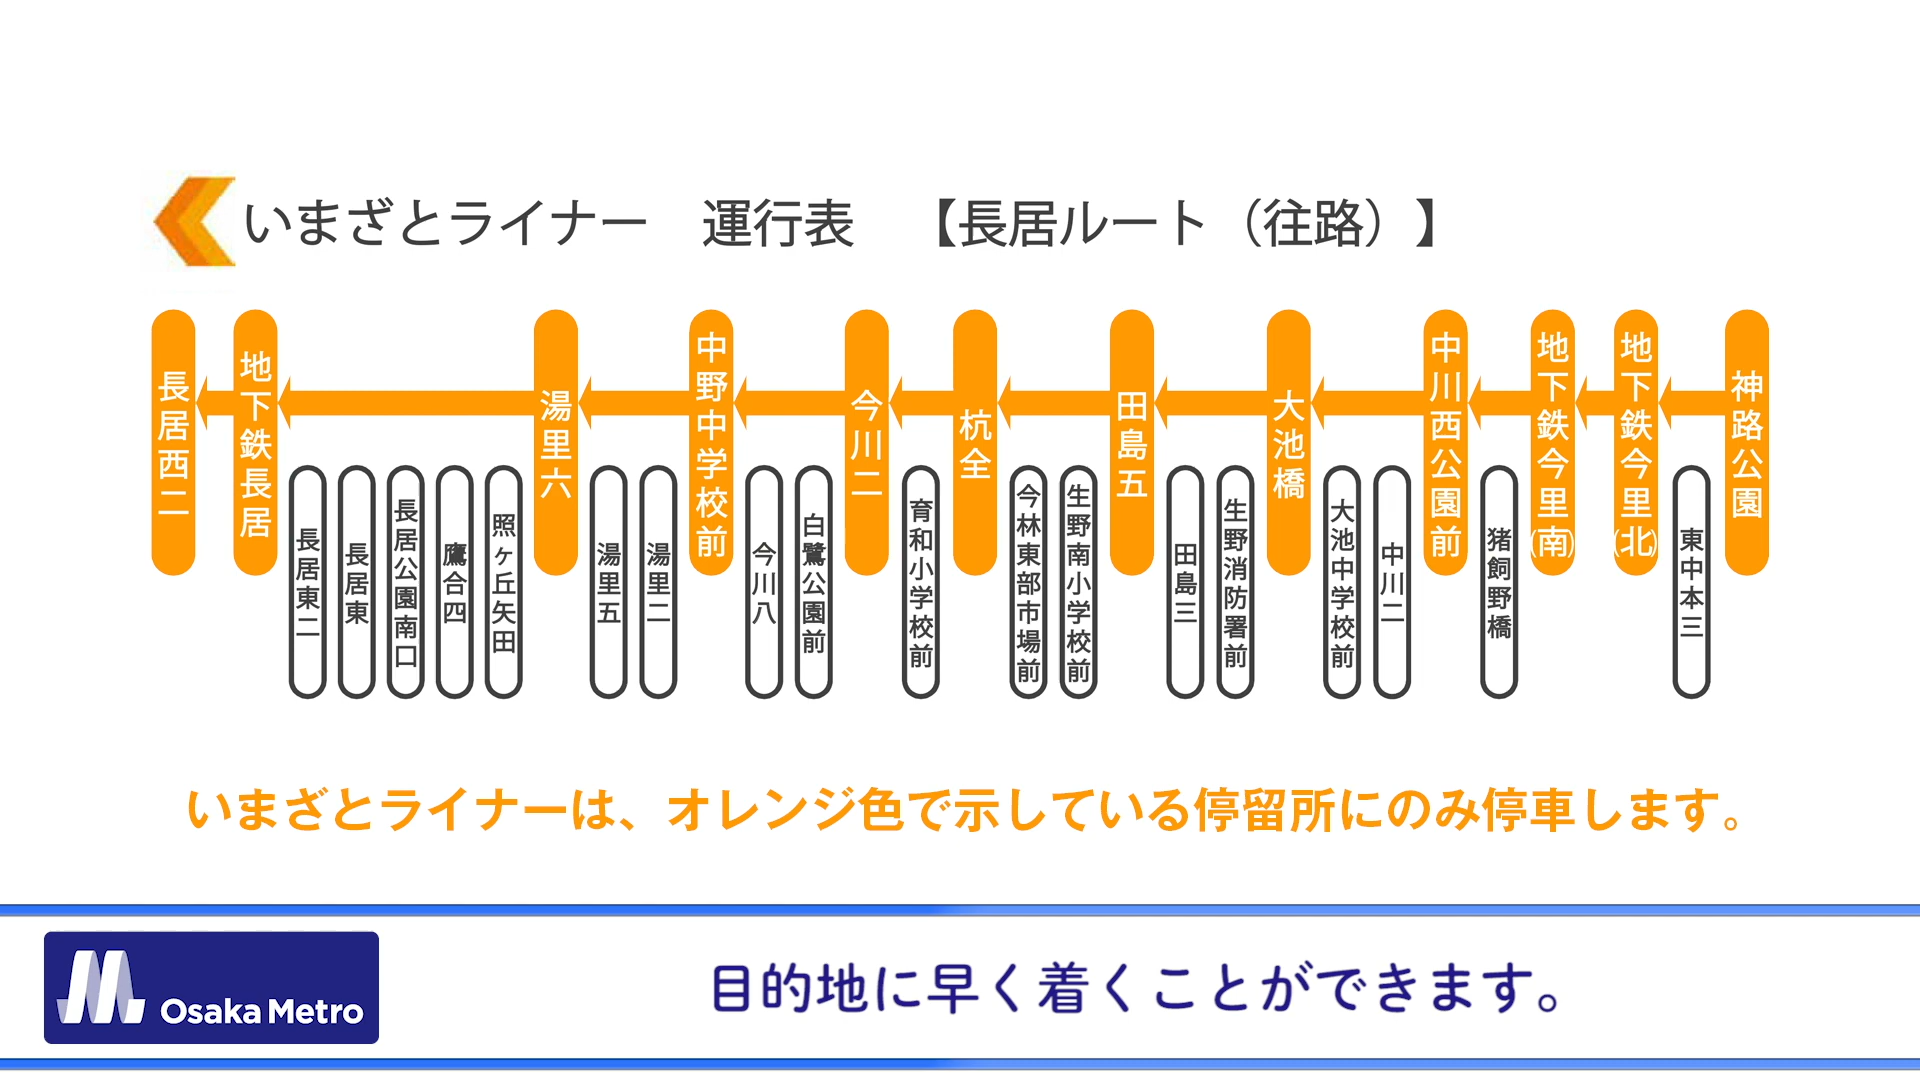 いまざとライナー　運行表　【長居ルート（往路）】
長居西二
地下鉄長居
湯里六
中野中学校前
今川二
杭全
田島五
大池橋
中川西公園前
地下鉄今里(南)
地下鉄今里(北)
神路公園
長居東二
長居東
長居公園南口
鷹合四
照ヶ丘矢田
湯里五
湯里二
今川八
白鷺公園前
育和小学校前
今林東部市場前
生野南小学校前
田島三
生野消防署前
大池中学校前
中川二
猪飼野橋
東中本三
いまざとライナーは、オレンジ色で示している停留所にのみ停車します。
Osaka Metro
目的地に早く着くことができます。